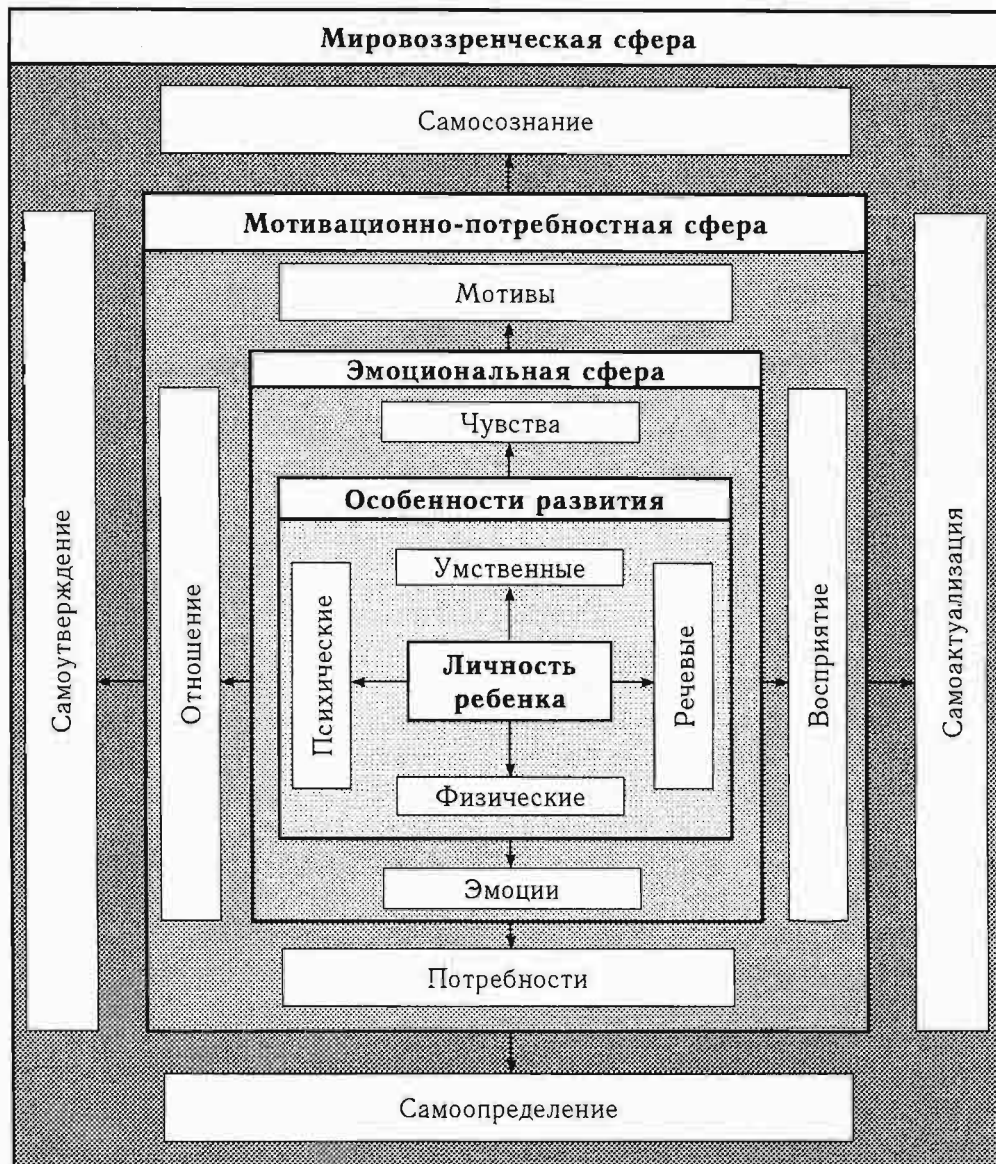 Мировоззренческая сфера
Самосознание
Мотивационно-потребностная сфера
Мотивы
Эмоциональная сфера
Чувства
Особенности развития
Умственные
Самоутверждение
Отношение
Психические
Личность
ребенка
Речевые
Восприятие
Самоактуализация
Физические
Эмоции
Потребности
Самоопределение